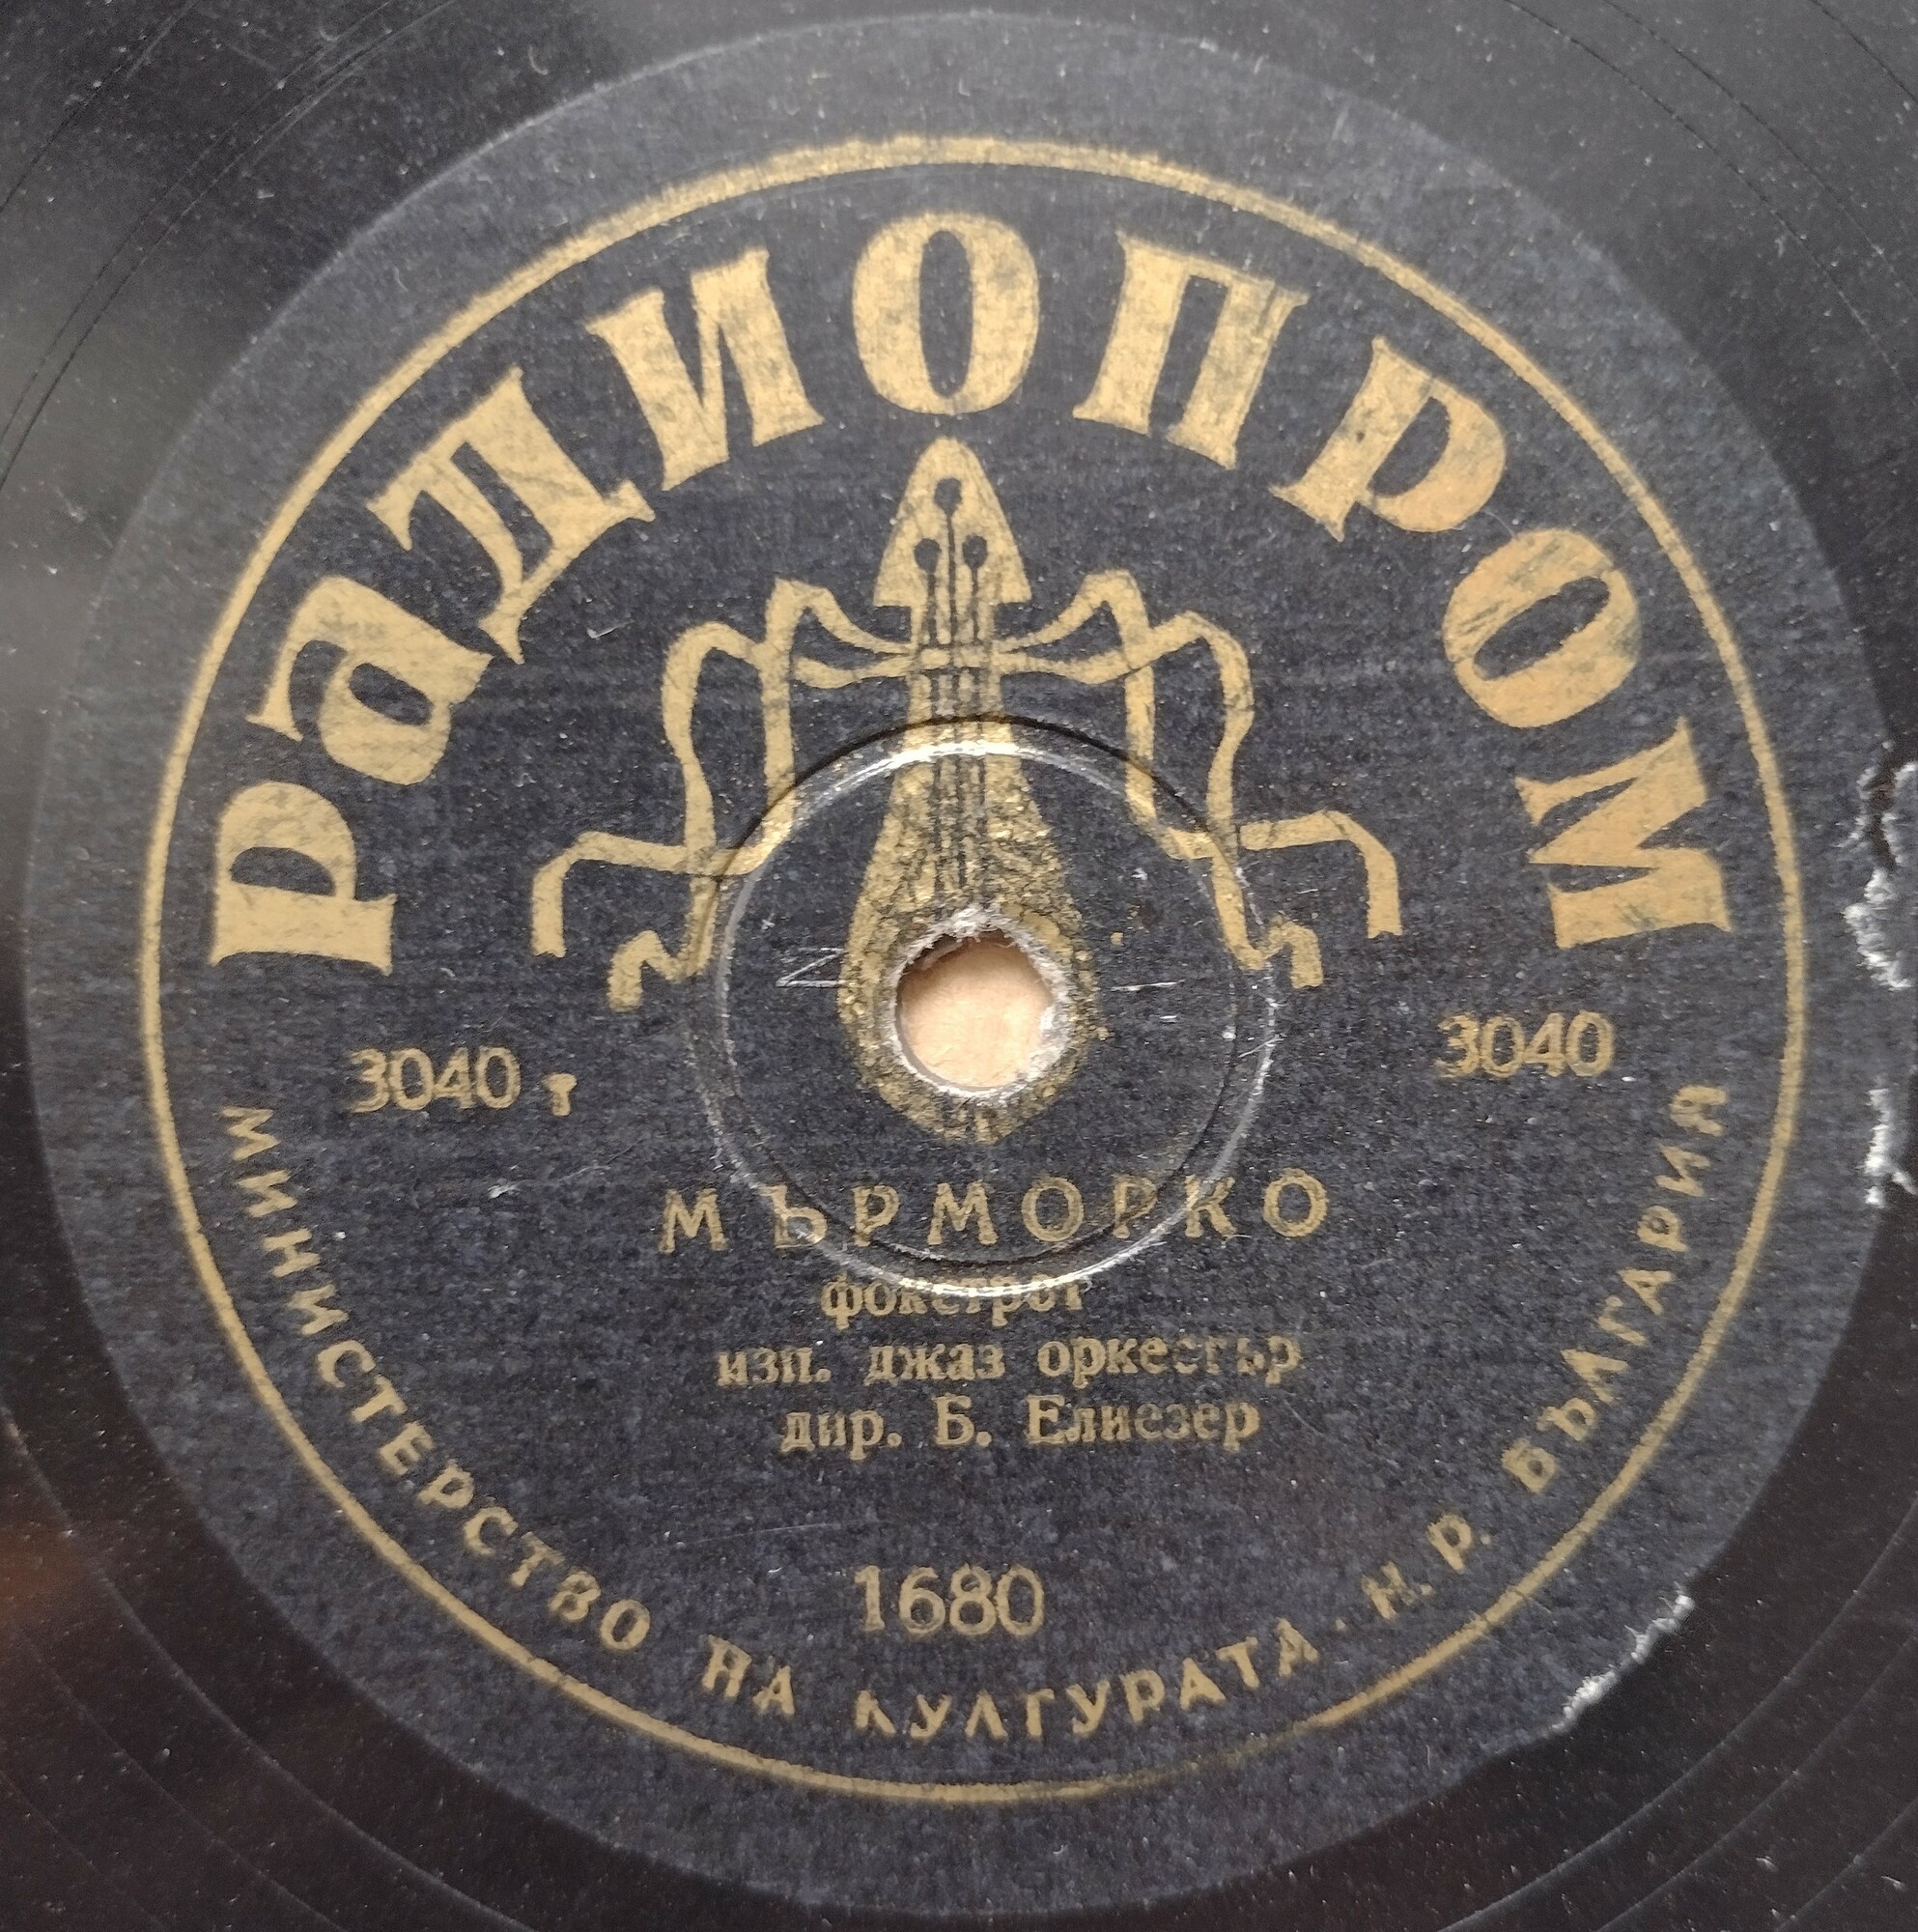 РАДИОПРОМ
3040 т
3040
МЪРМОРКО
фокстрот
изп. джаз оркестър
дир. Б. Елиезер
1680
МИНИСТЕРСТВО НА КУЛТУРАТА · Н. Р. БЪЛГАРИЯ